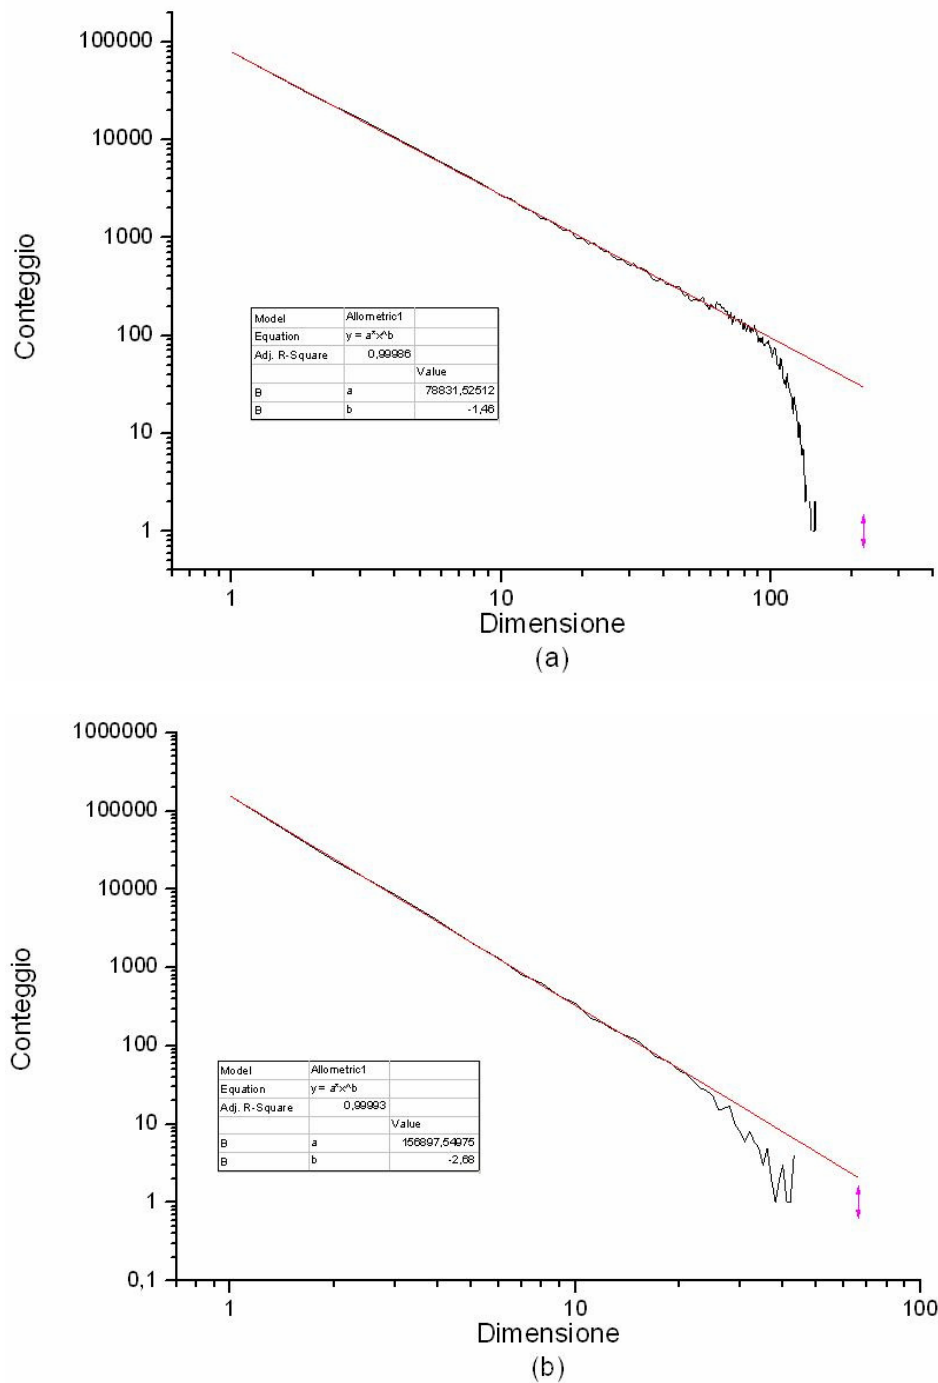 100000
10000
1000
100
10
1
Conteggio
Model Allometric1
Equation y = a*x^b
Adj. R-Square 0,99986
Value
B a 78831,52512
B b -1,46
1 10 100
Dimensione
(a)
1000000
100000
10000
1000
100
10
1
0,1
Conteggio
Model Allometric1
Equation y = a*x^b
Adj. R-Square 0,99993
Value
B a 156897,54975
B b -2,68
1 10 100
Dimensione
(b)